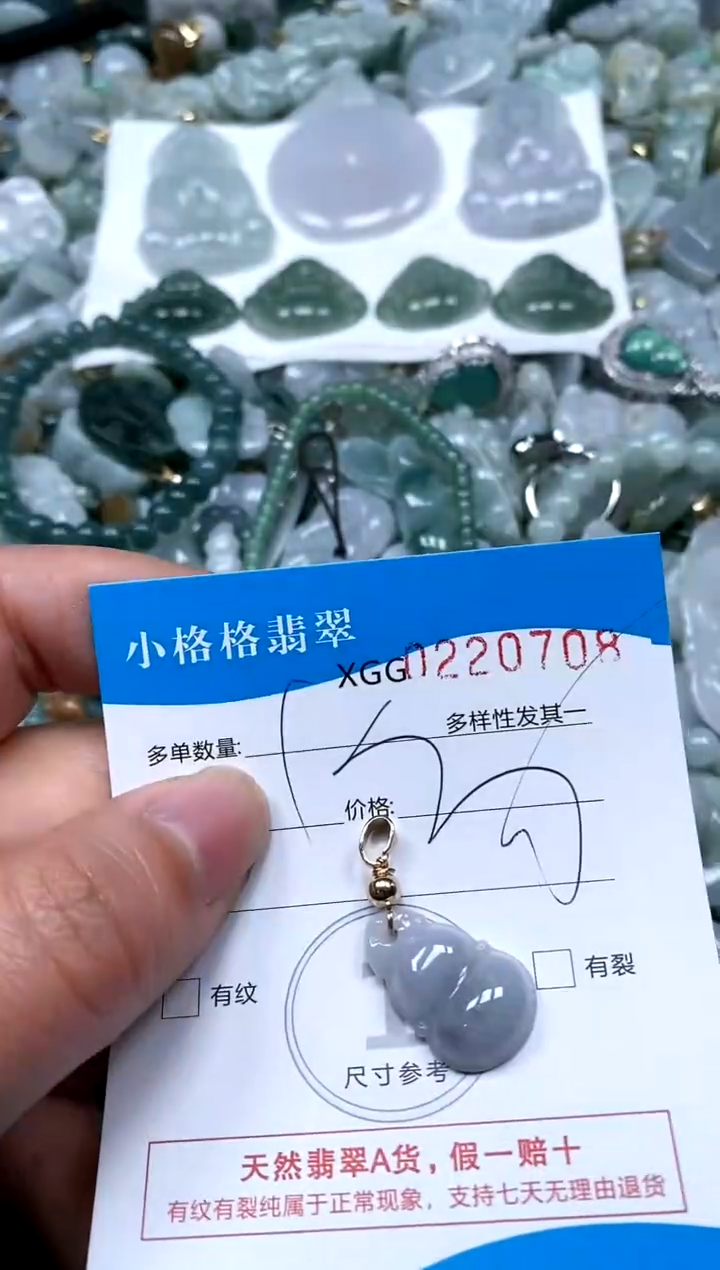 小格格翡翠
XGG 0220708
多样性发其一
多单数量:
价格:
有纹
有裂
尺寸参考
天然翡翠A货，假一赔十
有纹有裂纯属于正常现象，支持七天无理由退货